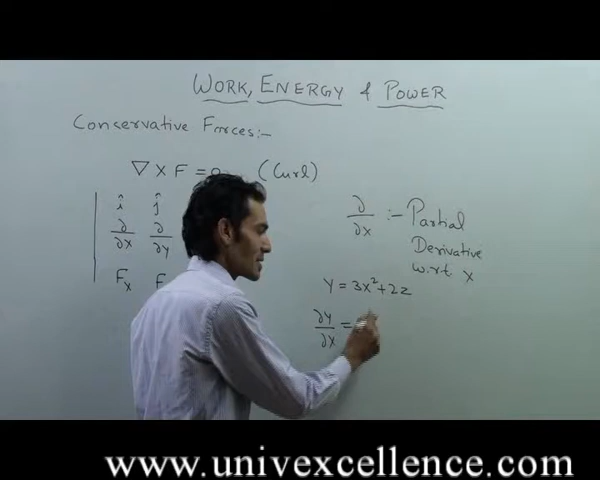 WORK, ENERGY & POWER
Conservative Forces:-
∇ × F = 0 (Curl)
î ĵ
∂/∂x ∂/∂y
Fx F
∂/∂x :- Partial
Derivative
w.r.t x
Y = 3x² + 2z
∂Y/∂x =
www.univexcellence.com